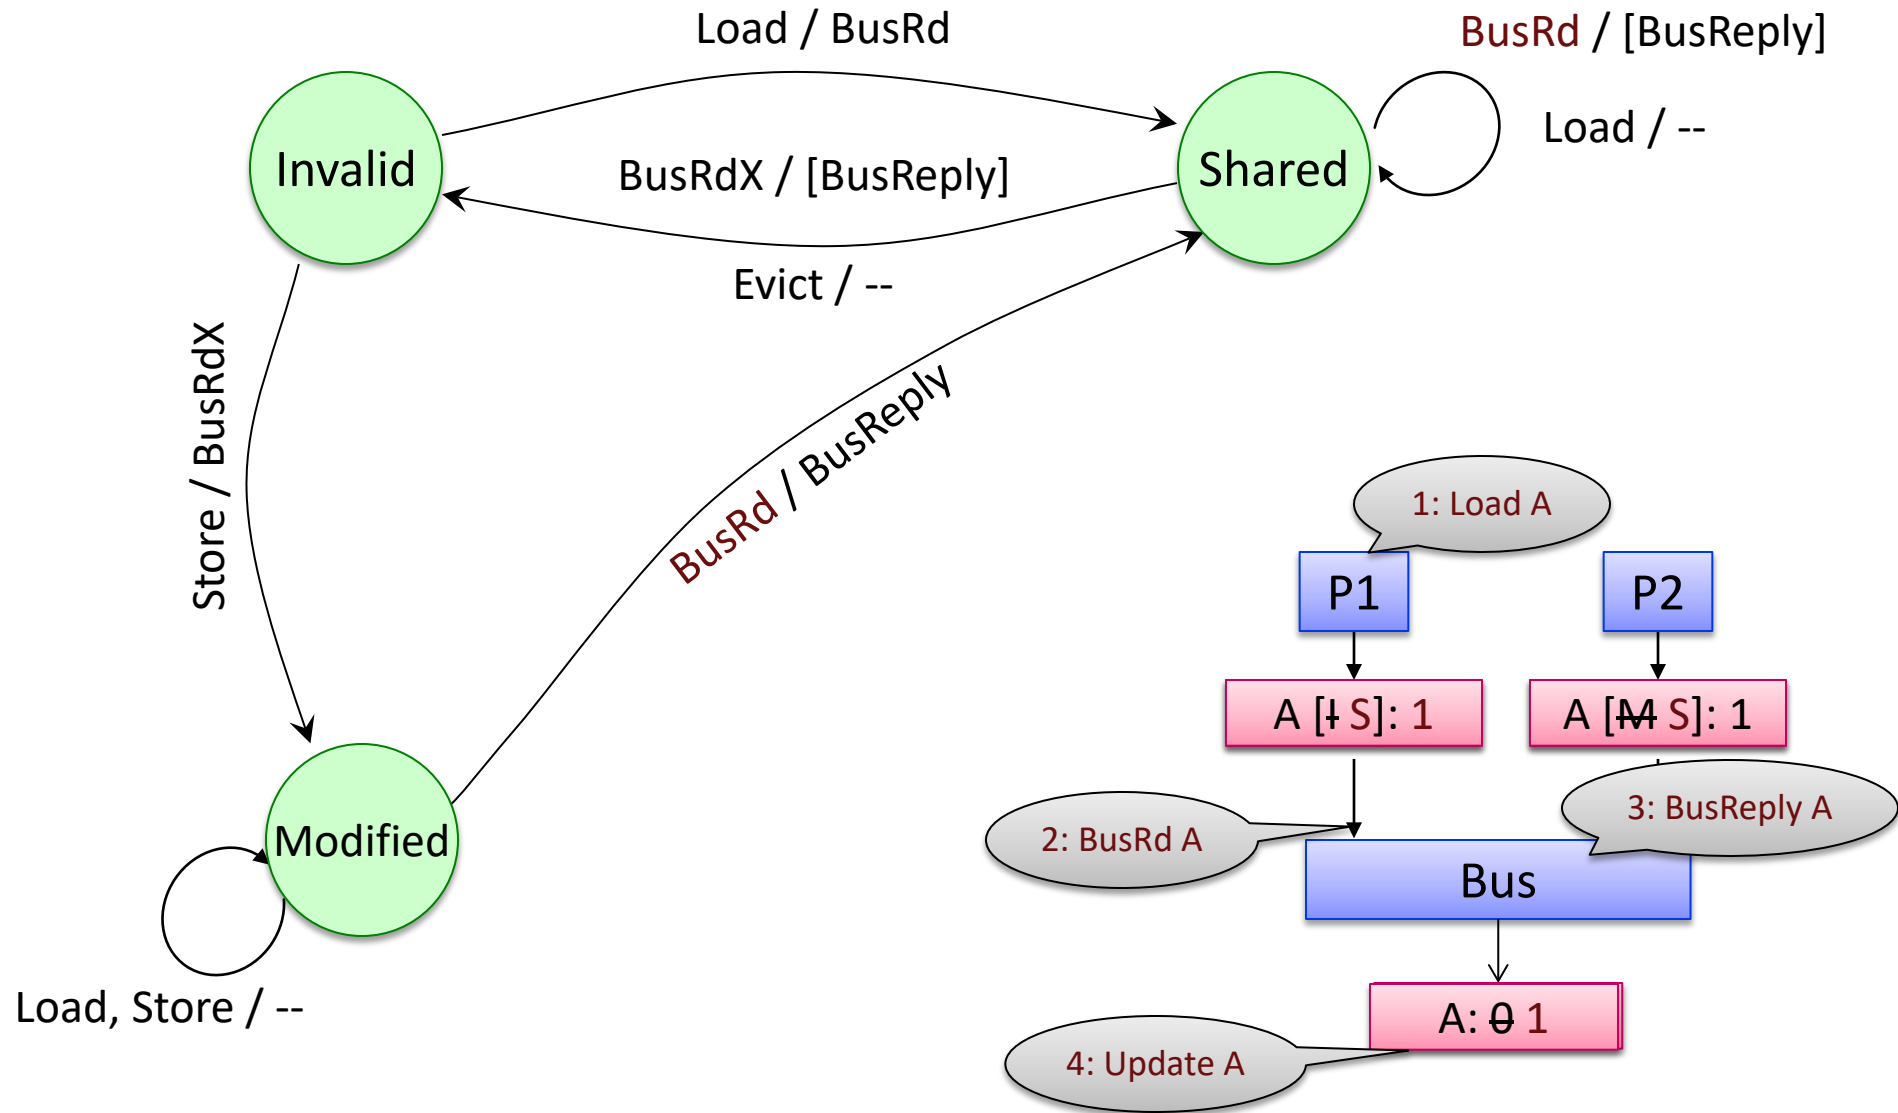 Load / BusRd
BusRd / [BusReply]
Load / --
Invalid
BusRdX / [BusReply]
Shared
Evict / --
Store / BusRdX
BusRd / BusReply
1: Load A
P1
P2
A [I S]: 1
A [M S]: 1
3: BusReply A
2: BusRd A
Modified
Bus
Load, Store / --
A: 0 1
4: Update A